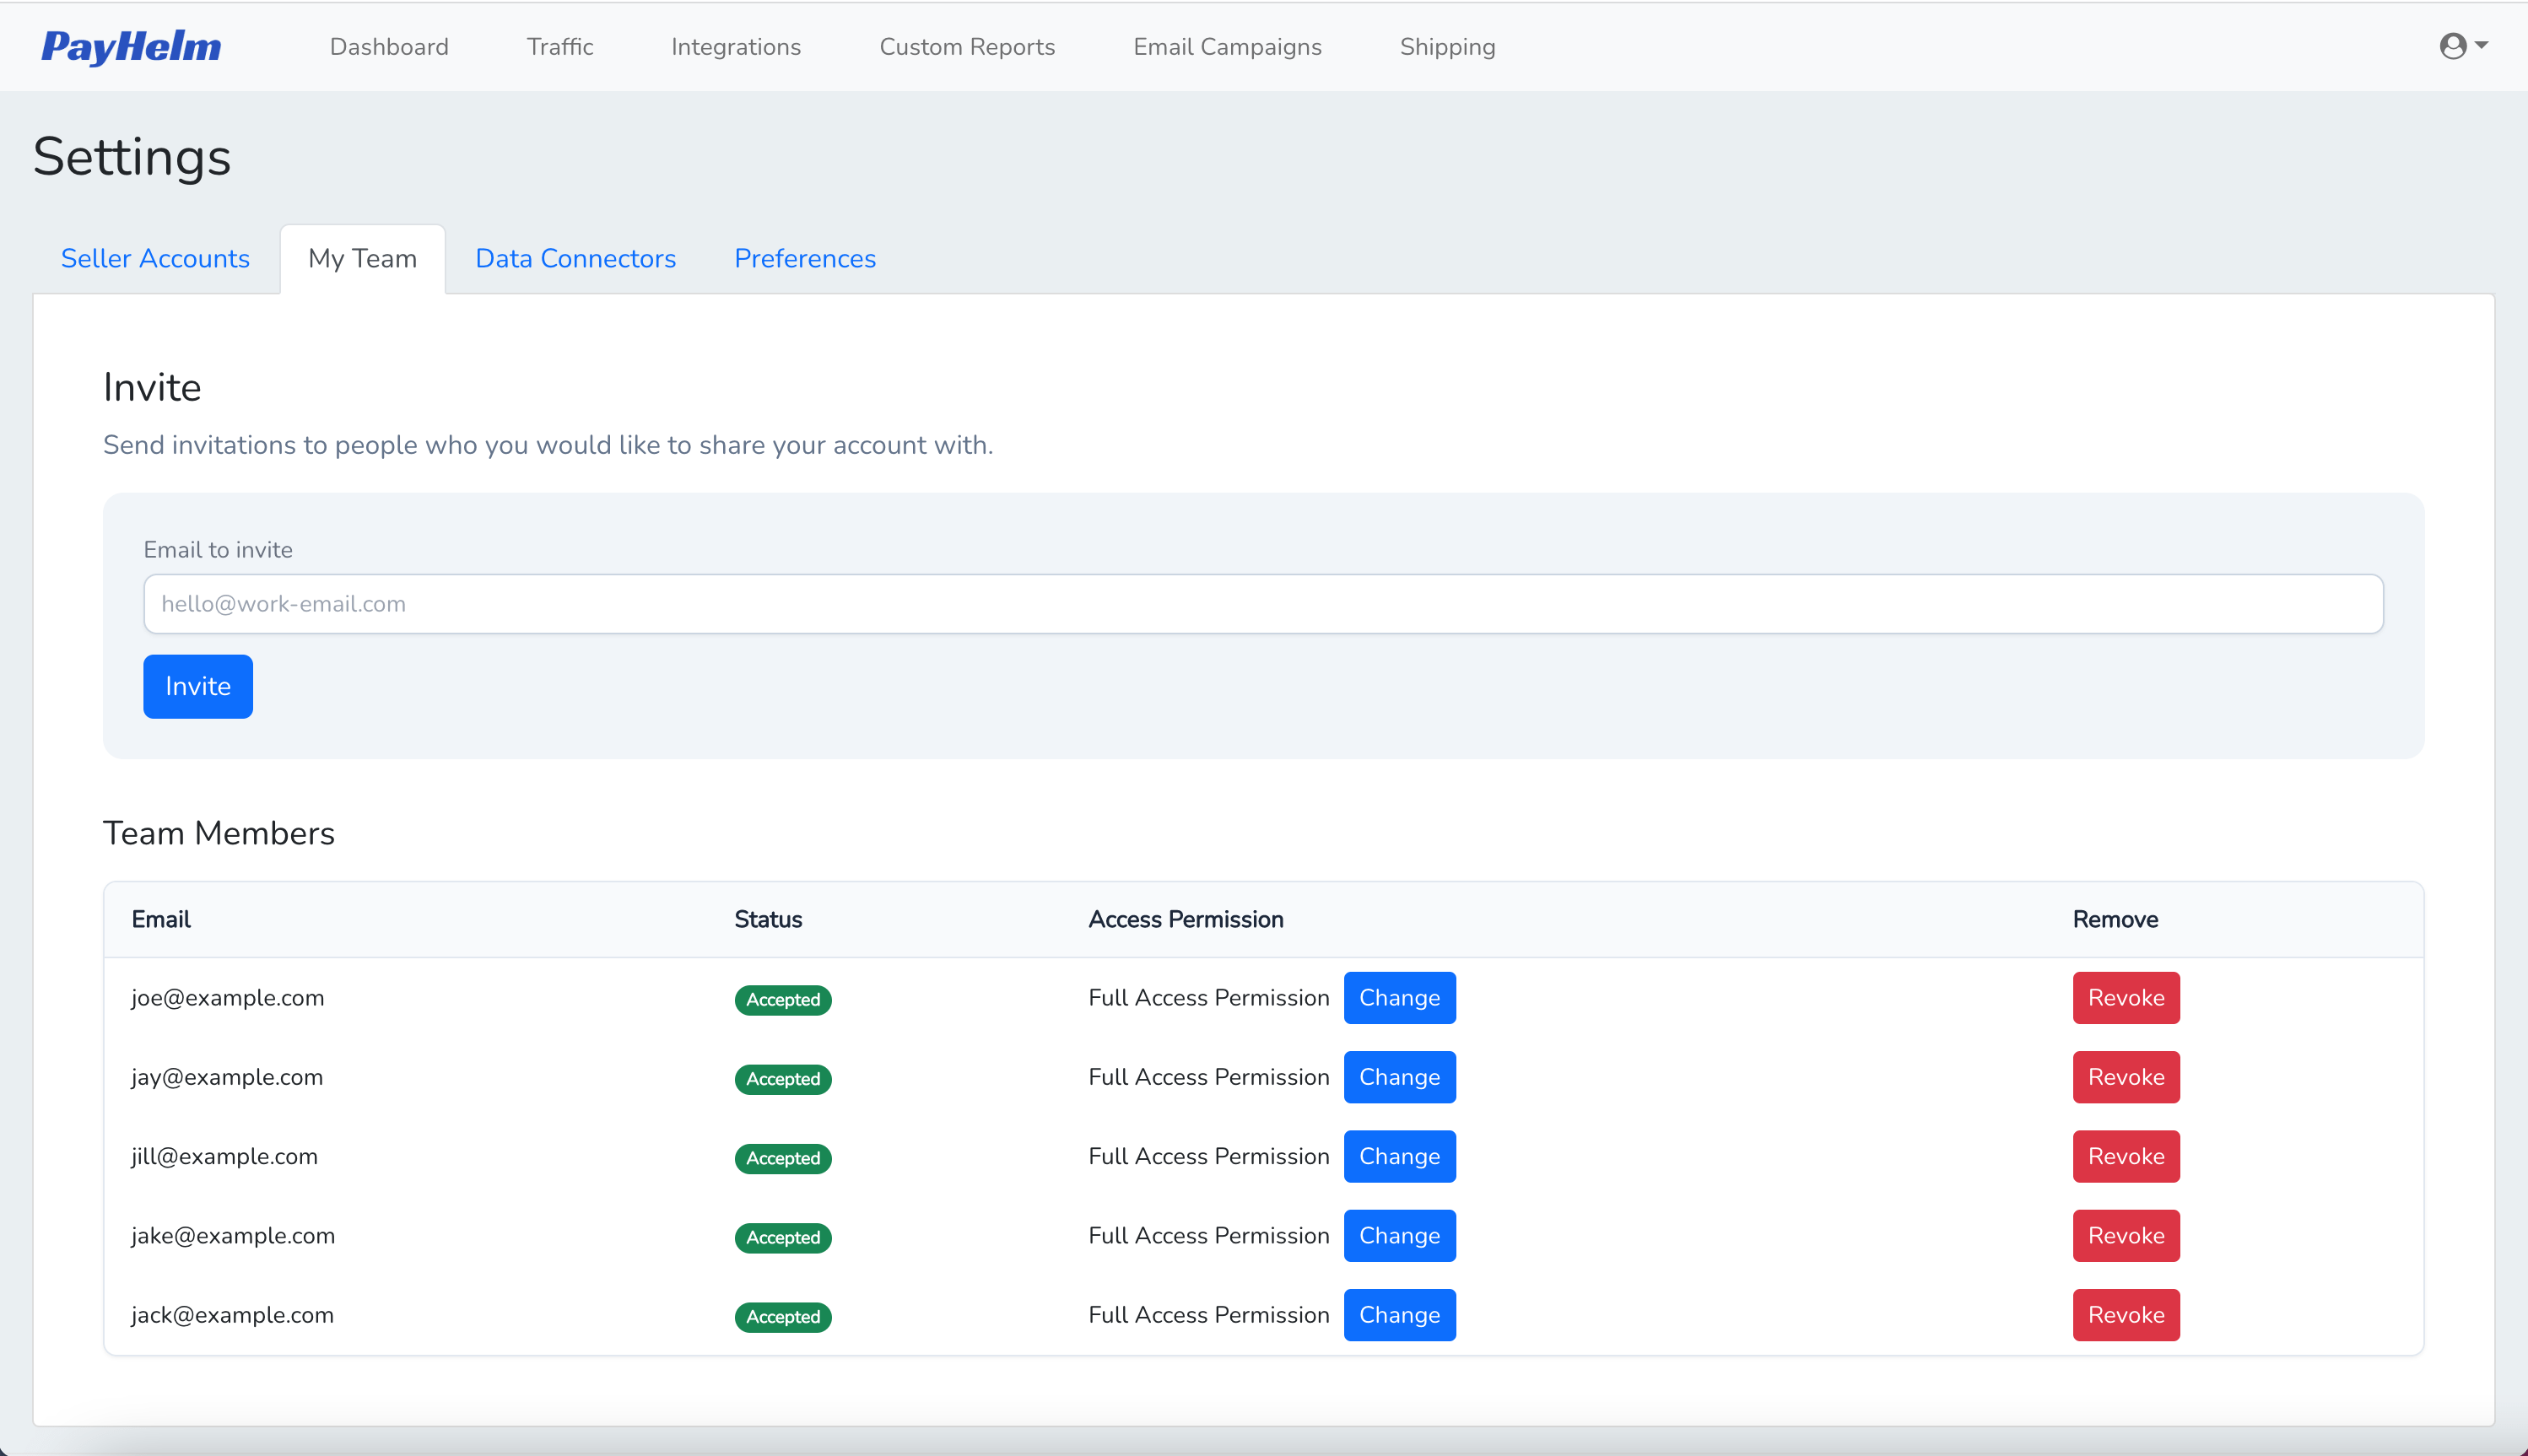 PayHelm Dashboard Traffic Integrations Custom Reports Email Campaigns Shipping
Settings
Seller Accounts My Team Data Connectors Preferences
Invite
Send invitations to people who you would like to share your account with.
Email to invite
hello@work-email.com
Invite
Team Members
Email Status Access Permission Remove
joe@example.com Accepted Full Access Permission Change Revoke
jay@example.com Accepted Full Access Permission Change Revoke
jill@example.com Accepted Full Access Permission Change Revoke
jake@example.com Accepted Full Access Permission Change Revoke
jack@example.com Accepted Full Access Permission Change Revoke